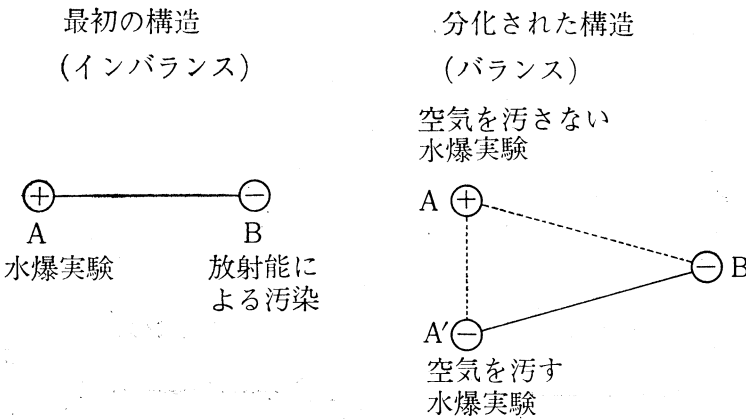 最初の構造
(インバランス)
+
−
A
B
水爆実験
放射能に
よる汚染
分化された構造
(バランス)
空気を汚さない
水爆実験
A
+
−
B
A′
−
空気を汚す
水爆実験